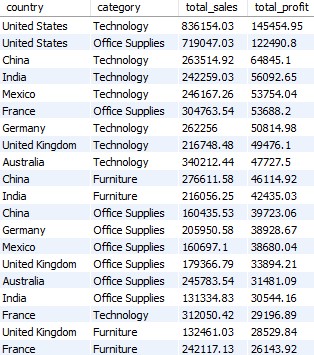 country category total_sales total_profit
United States Technology 836154.03 145454.95
United States Office Supplies 719047.03 122490.8
China Technology 263514.92 64845.1
India Technology 242259.03 56092.65
Mexico Technology 246167.26 53754.04
France Office Supplies 304763.54 53688.2
Germany Technology 262256 50814.98
United Kingdom Technology 216748.48 49476.1
Australia Technology 340212.44 47727.5
China Furniture 276611.58 46114.92
India Furniture 216056.25 42435.03
China Office Supplies 160435.53 39723.06
Germany Office Supplies 205950.58 38928.67
Mexico Office Supplies 160697.1 38680.04
United Kingdom Office Supplies 179366.79 33894.21
Australia Office Supplies 245783.54 31481.09
India Office Supplies 131334.83 30544.16
France Technology 312050.42 29196.89
United Kingdom Furniture 132461.03 28529.84
France Furniture 242117.13 26143.92